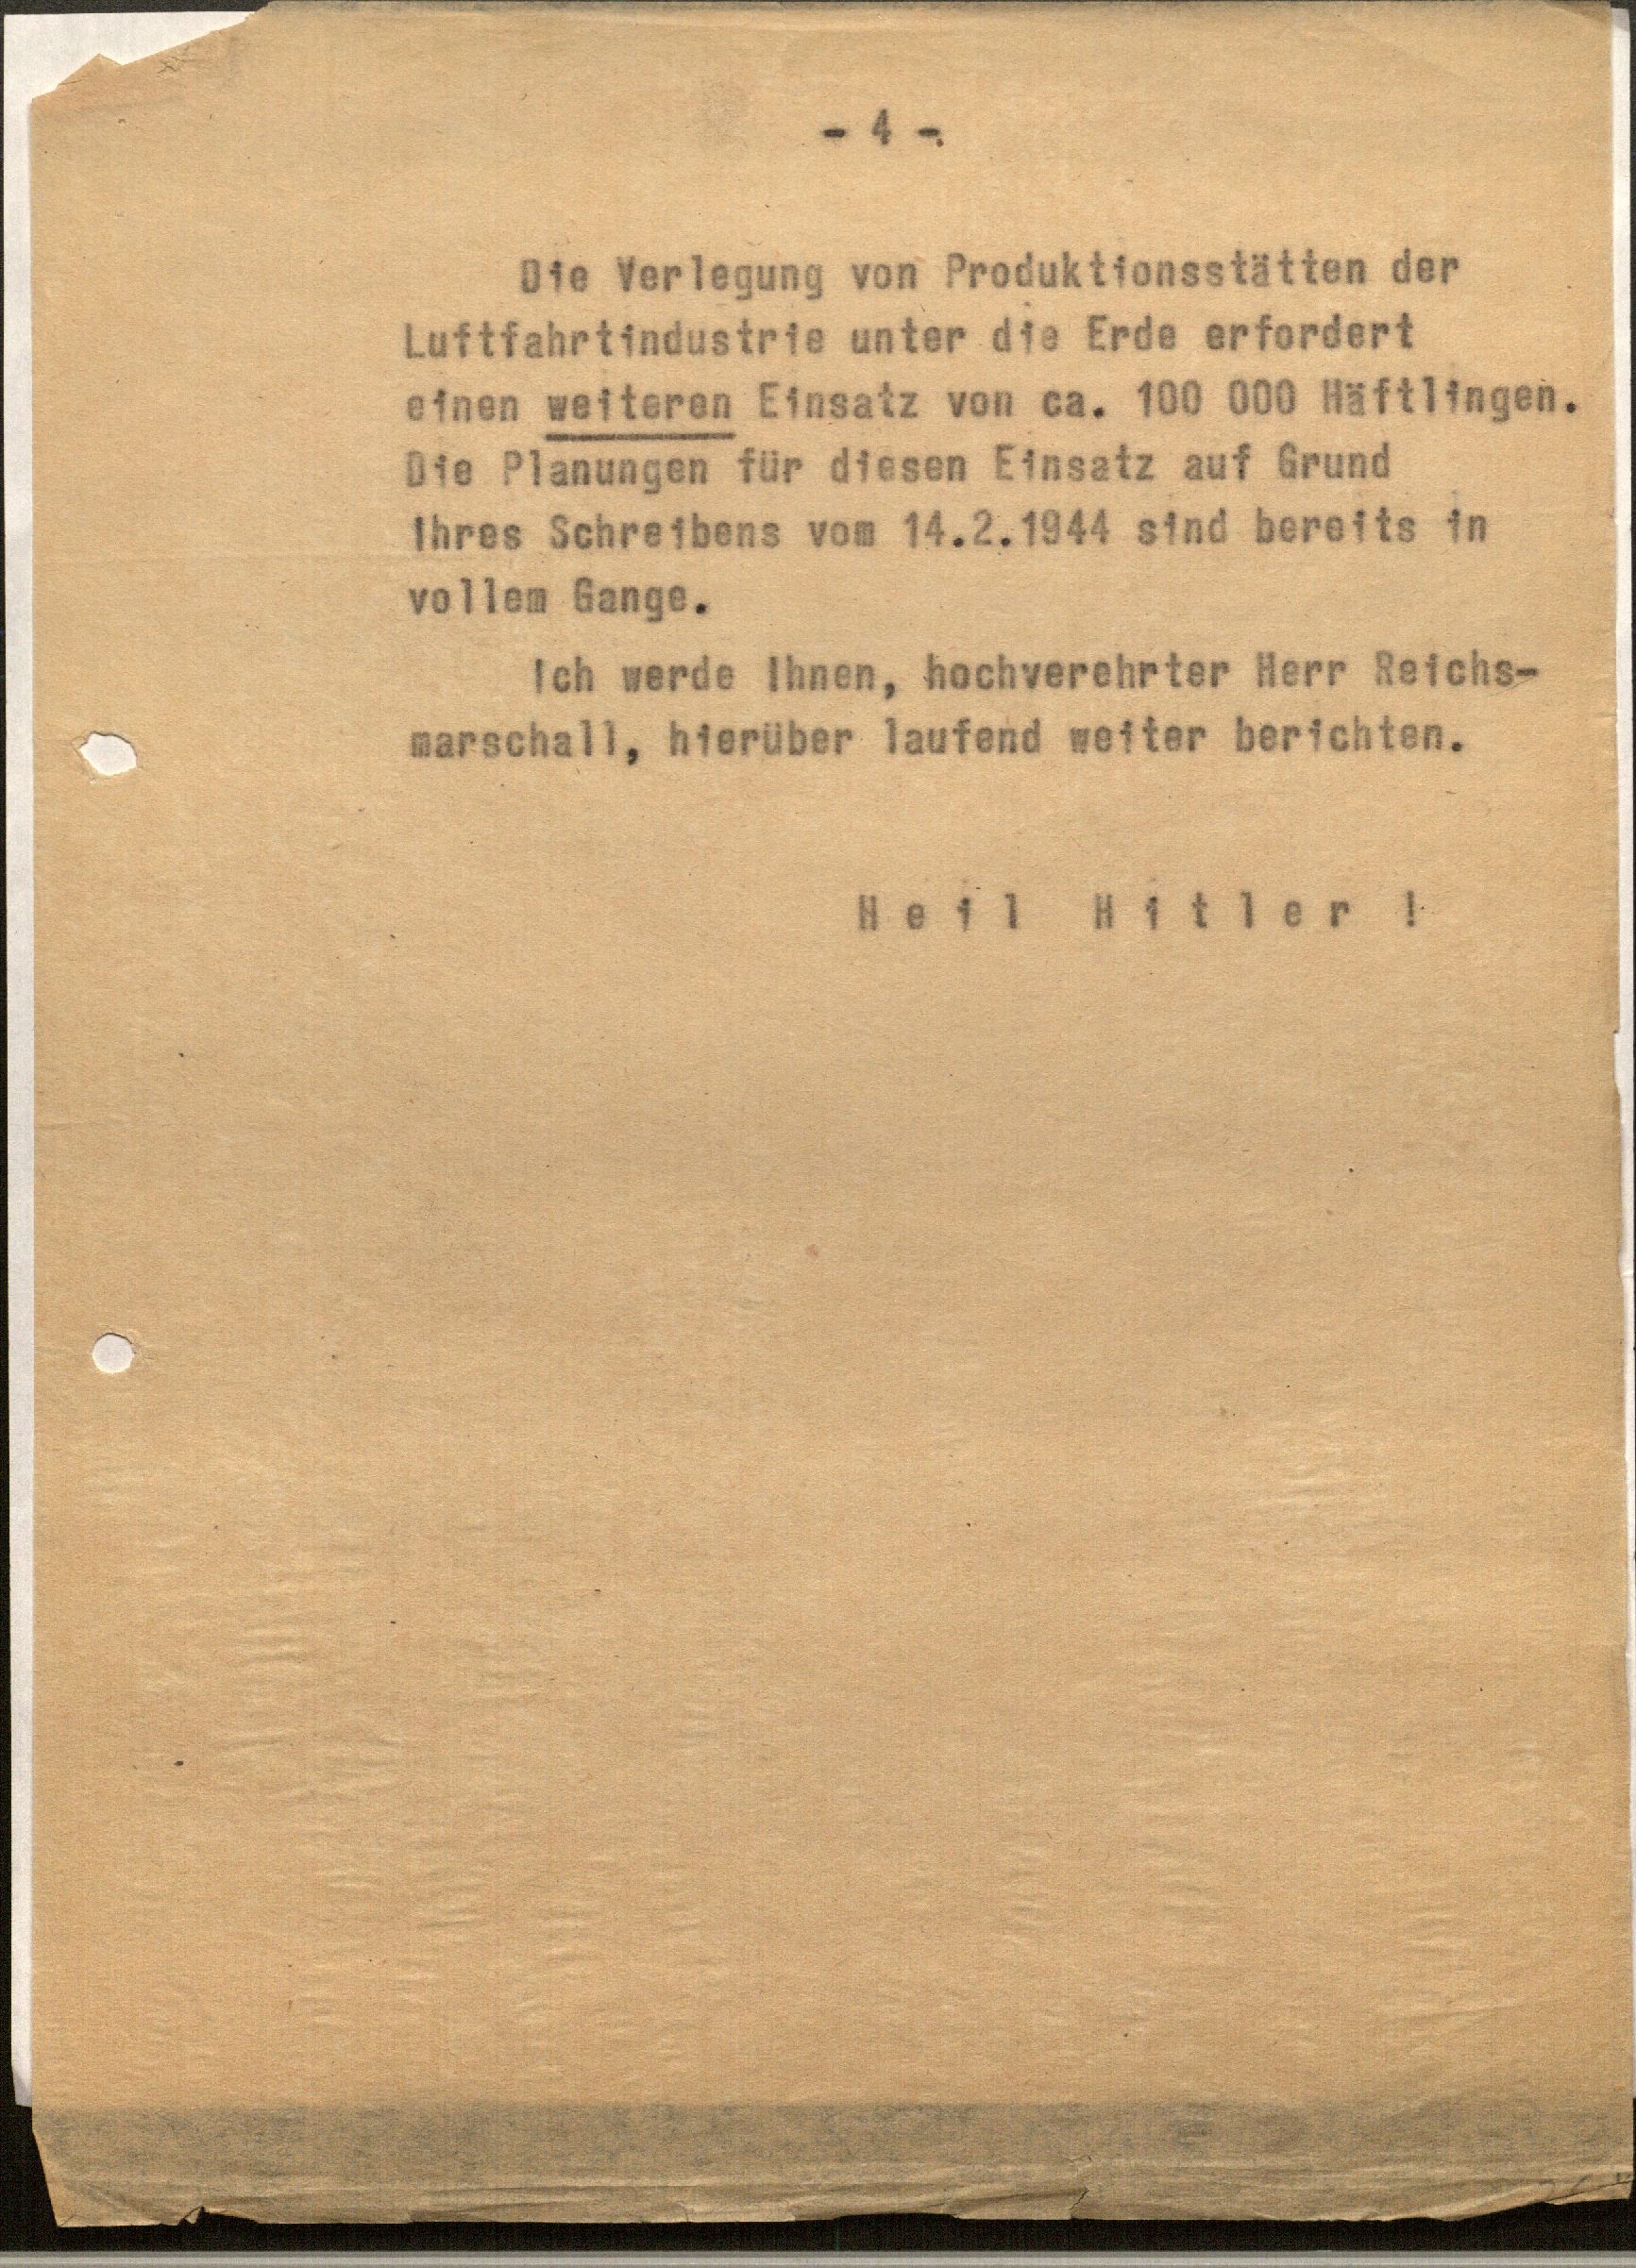 - 4 -
Die Verlegung von Produktionsstätten der
Luftfahrtindustrie unter die Erde erfordert
einen weiteren Einsatz von ca. 100 000 Häftlingen.
Die Planungen für diesen Einsatz auf Grund
Ihres Schreibens vom 14.2.1944 sind bereits in
vollem Gange.
Ich werde Ihnen, hochverehrter Herr Reichs-
marschall, hierüber laufend weiter berichten.
H e i l  H i t l e r !